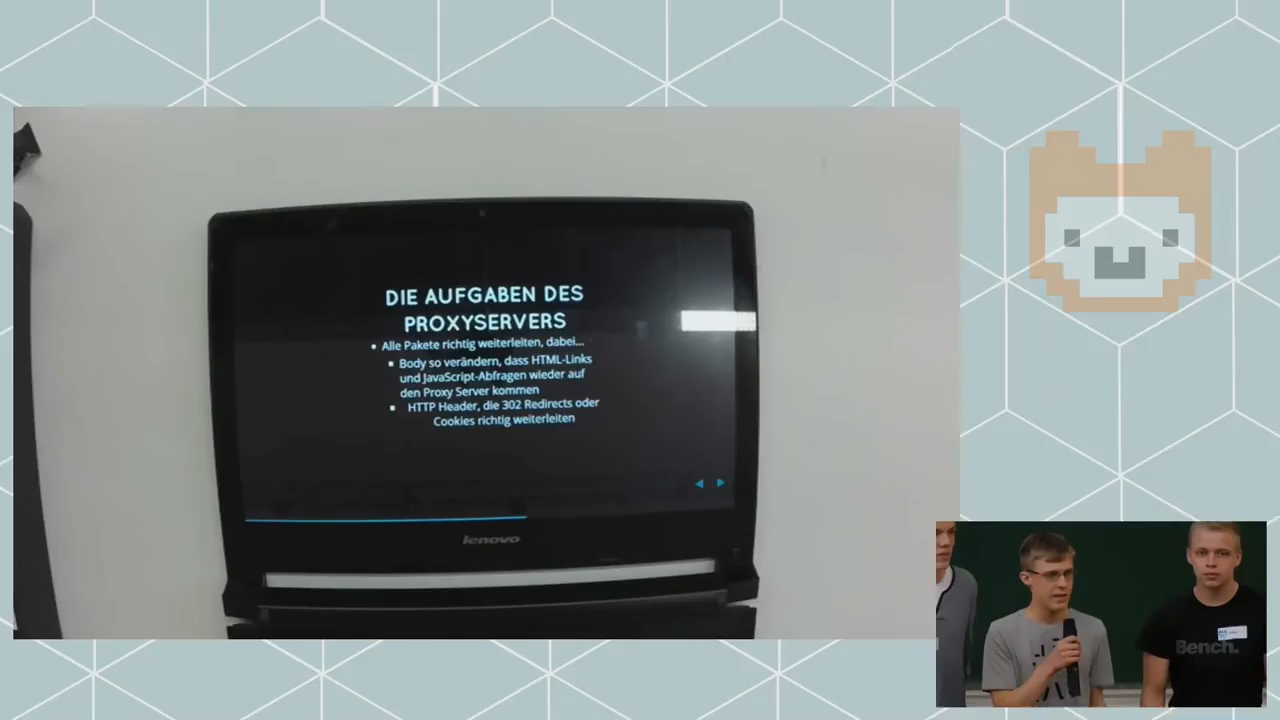 DIE AUFGABEN DES
PROXYSERVERS
Alle Pakete richtig weiterleiten, dabei...
Body so verändern, dass HTML-Links
und JavaScript-Abfragen wieder auf
den Proxy Server kommen
HTTP Header, die 302 Redirects oder
Cookies richtig weiterleiten
lenovo
Bench.